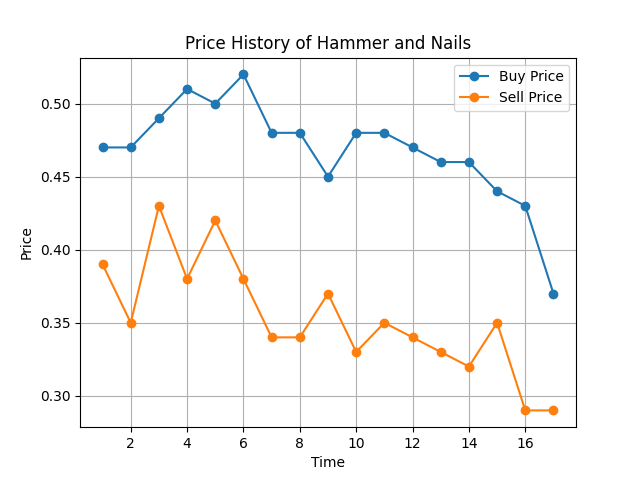 Price History of Hammer and Nails
Buy Price
Sell Price
0.50
0.45
0.40
0.35
0.30
Price
2 4 6 8 10 12 14 16
Time